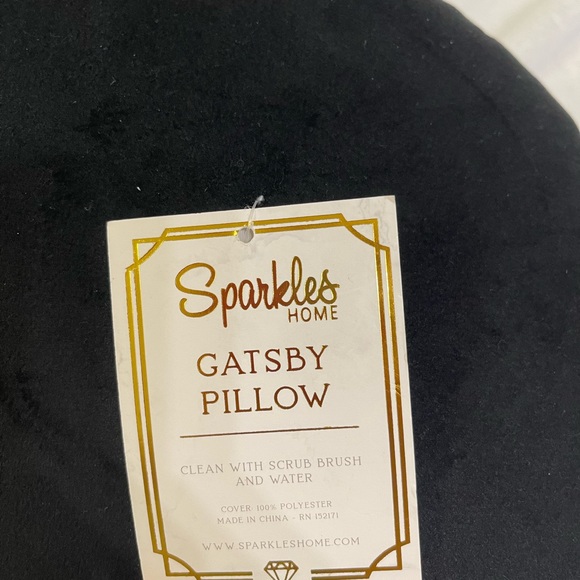 Sparkles
HOME
GATSBY
PILLOW
CLEAN WITH SCRUB BRUSH
AND WATER
COVER: 100% POLYESTER
MADE IN CHINA - RN 152171
WWW.SPARKLESHOME.COM